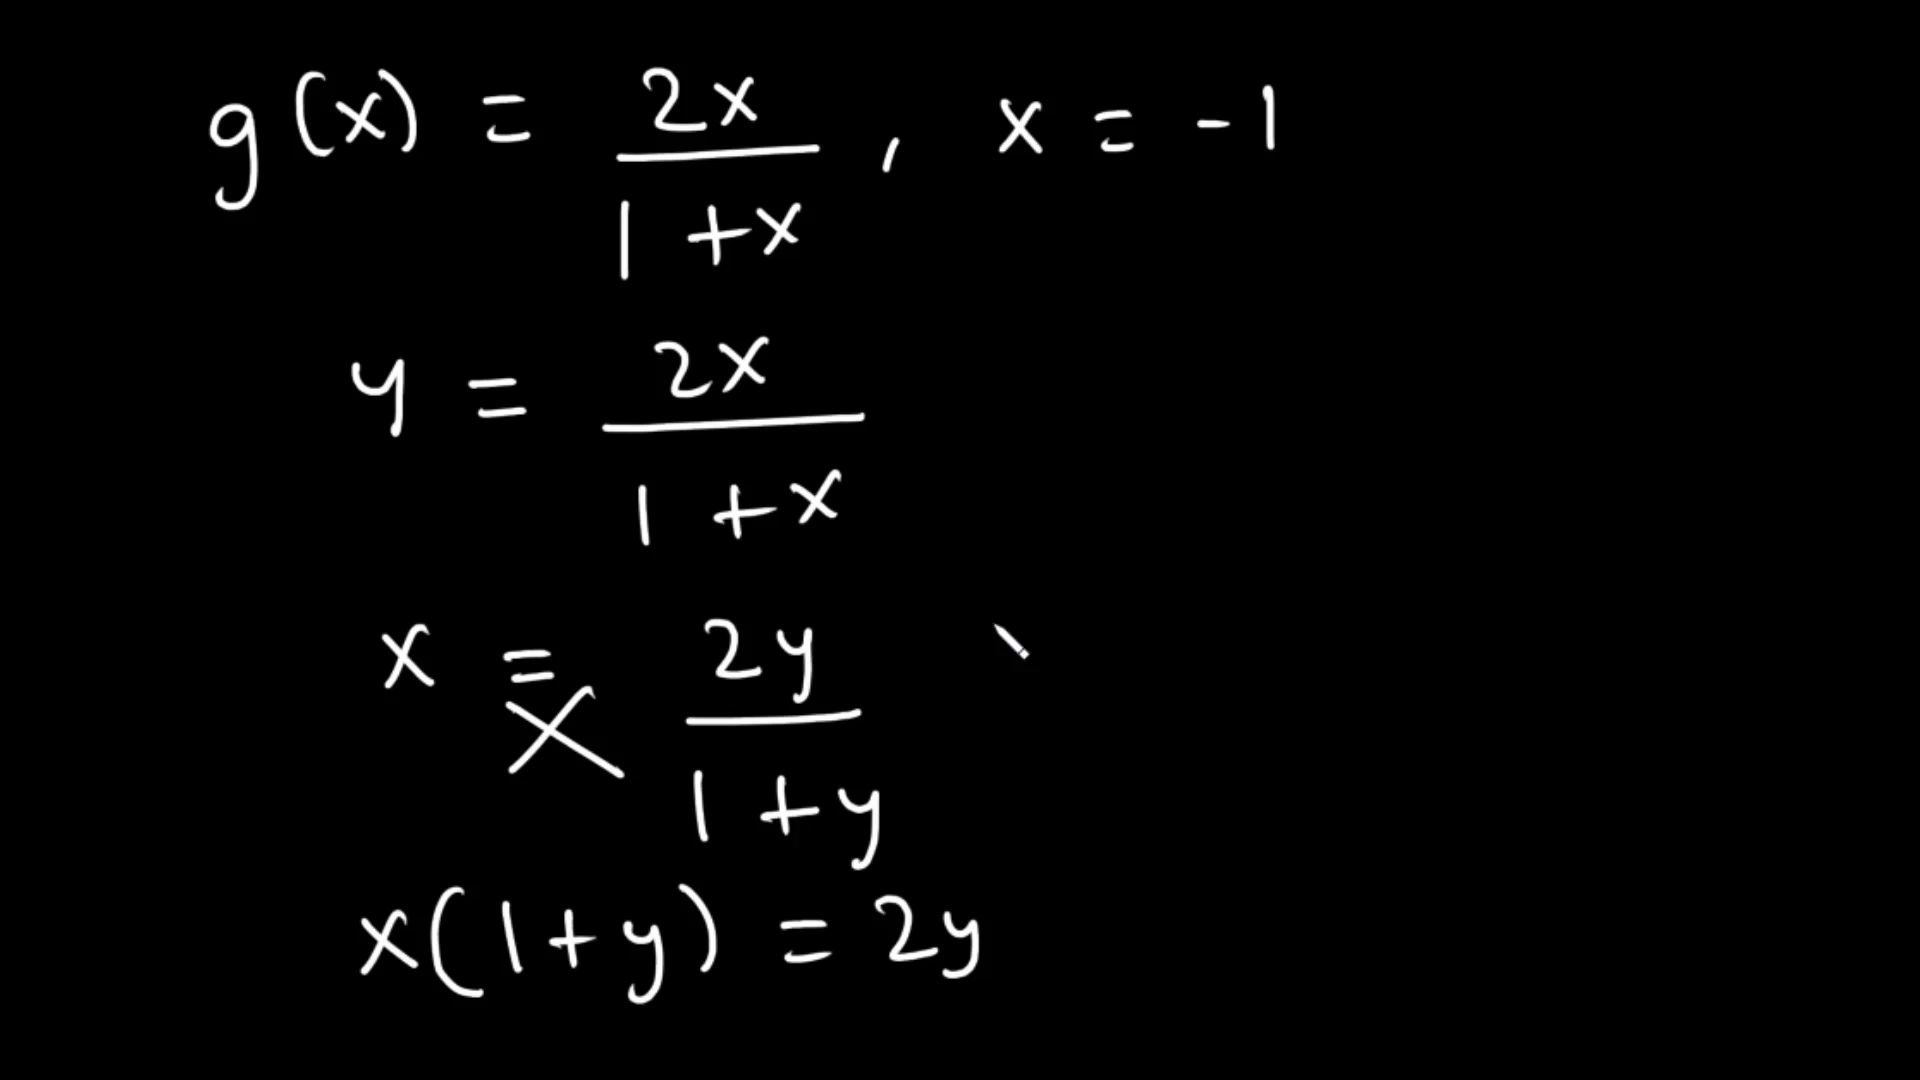 g(x) = 2x / 1+x , x = -1
y = 2x / 1+x
x = 2y / 1+y
x(1+y) = 2y